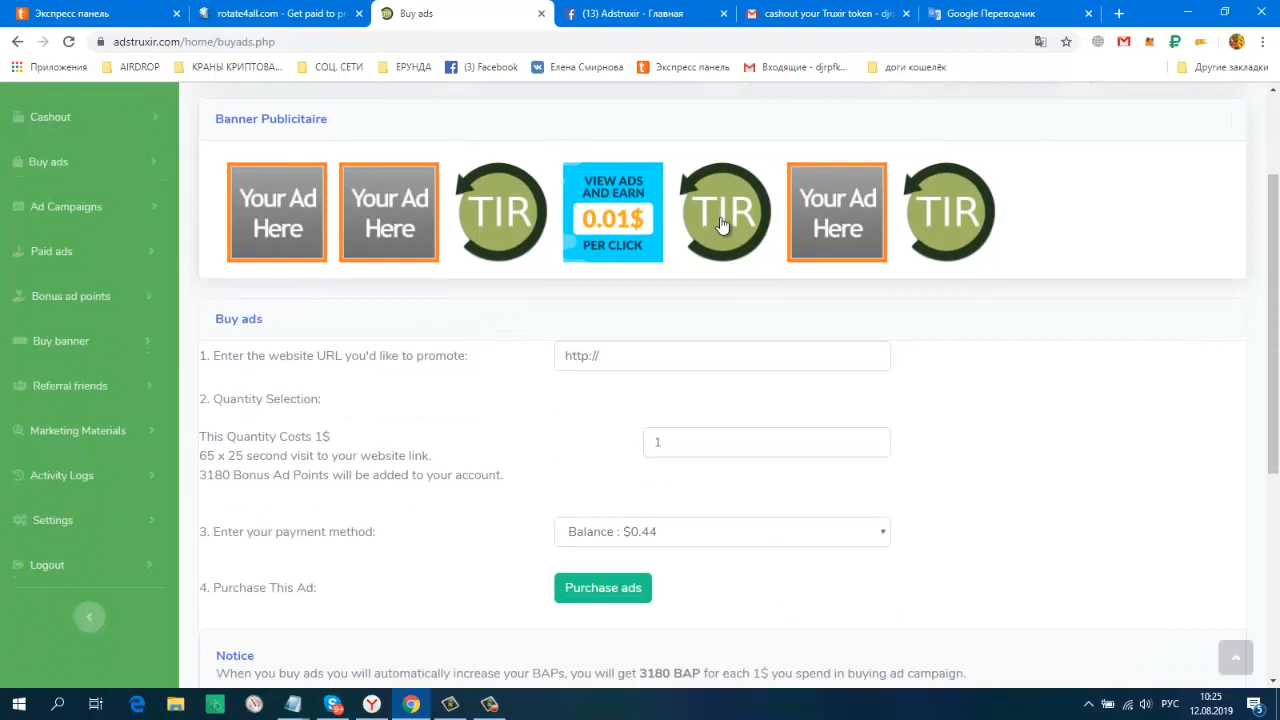 Экспресс панель
rotate4all.com - Get paid to pr
Buy ads
(13) Adstruxir - Главная
cashout your Truxir token - djrp
Google Переводчик
adstruxir.com/home/buyads.php
Приложения
AIRDROP
КРАНЫ КРИПТОВА...
СОЦ. СЕТИ
ЕРУНДА
(3) Facebook
Елена Смирнова
Экспресс панель
Входящие - djrpfk...
доги кошелёк
Другие закладки
Cashout
Buy ads
Ad Campaigns
Paid ads
Bonus ad points
Buy banner
Referral friends
Marketing Materials
Activity Logs
Settings
Logout
Banner Publicitaire
Your Ad
Here
Your Ad
Here
TIR
VIEW ADS
AND EARN
0.01$
PER CLICK
TIR
Your Ad
Here
TIR
Buy ads
1. Enter the website URL you'd like to promote:
http://
2. Quantity Selection:
This Quantity Costs 1$
65 x 25 second visit to your website link.
3180 Bonus Ad Points will be added to your account.
1
3. Enter your payment method:
Balance : $0.44
4. Purchase This Ad:
Purchase ads
Notice
When you buy ads you will automatically increase your BAPs, you will get 3180 BAP for each 1$ you spend in buying ad campaign.
РУС
10:25
12.08.2019